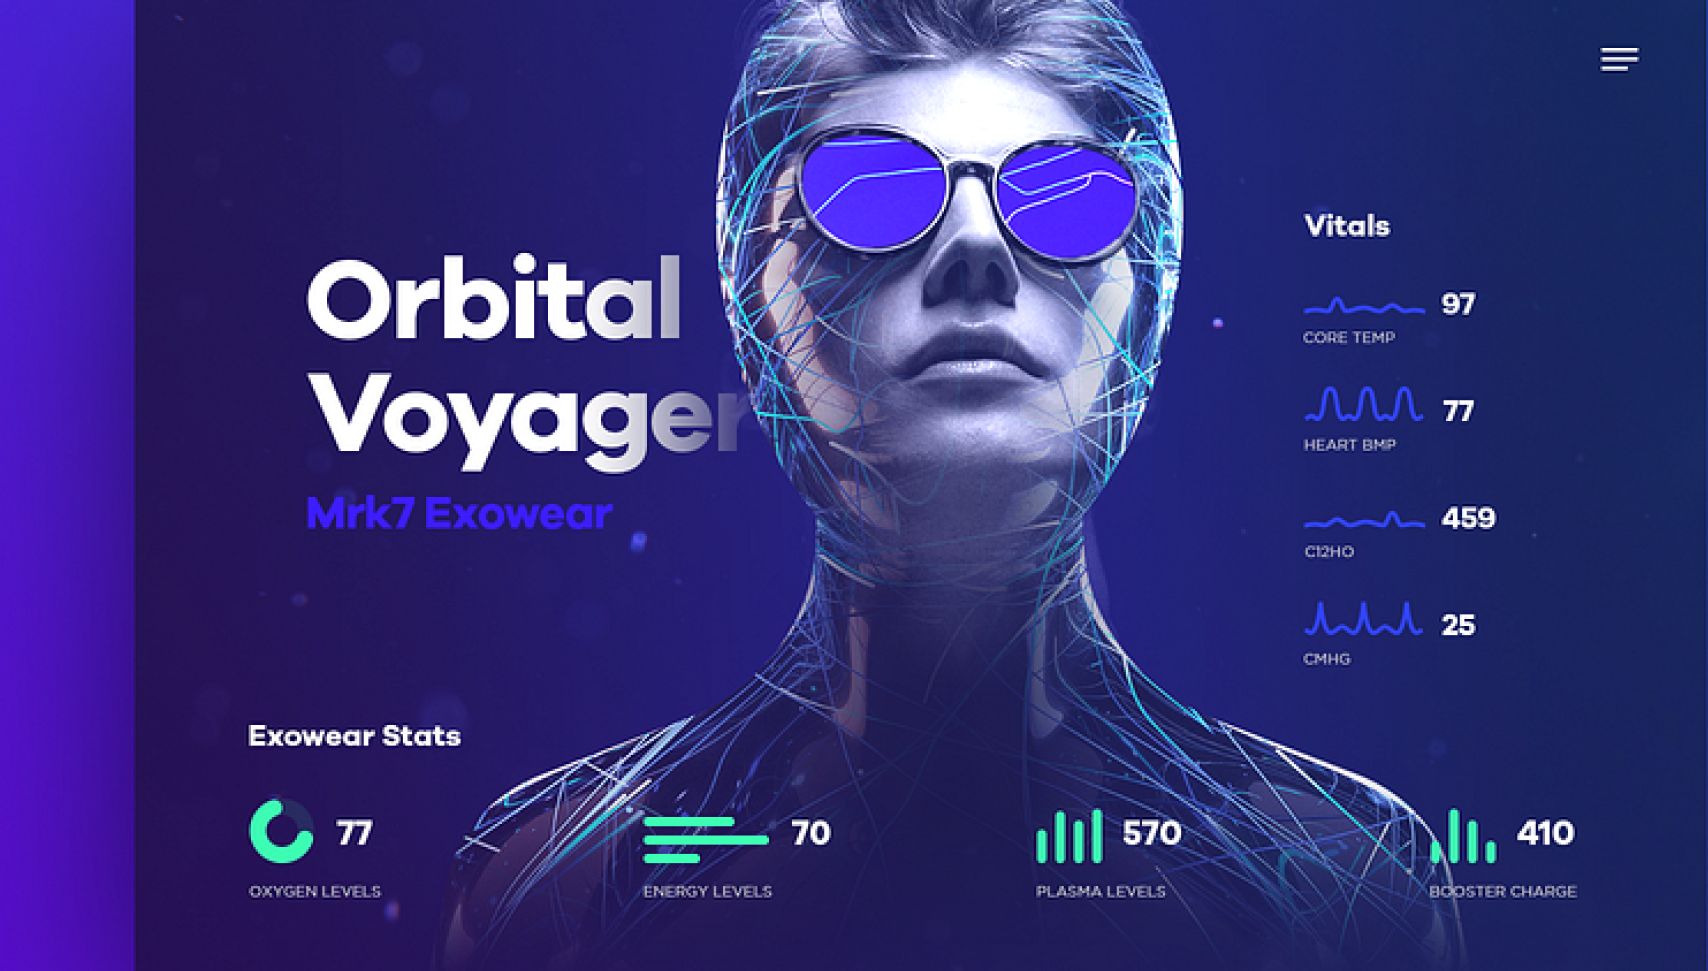 Orbital
Voyager
Mrk7 Exowear
Vitals
97
CORE TEMP
77
HEART BMP
459
C12HO
25
CMHG
Exowear Stats
77
OXYGEN LEVELS
70
ENERGY LEVELS
570
PLASMA LEVELS
410
BOOSTER CHARGE